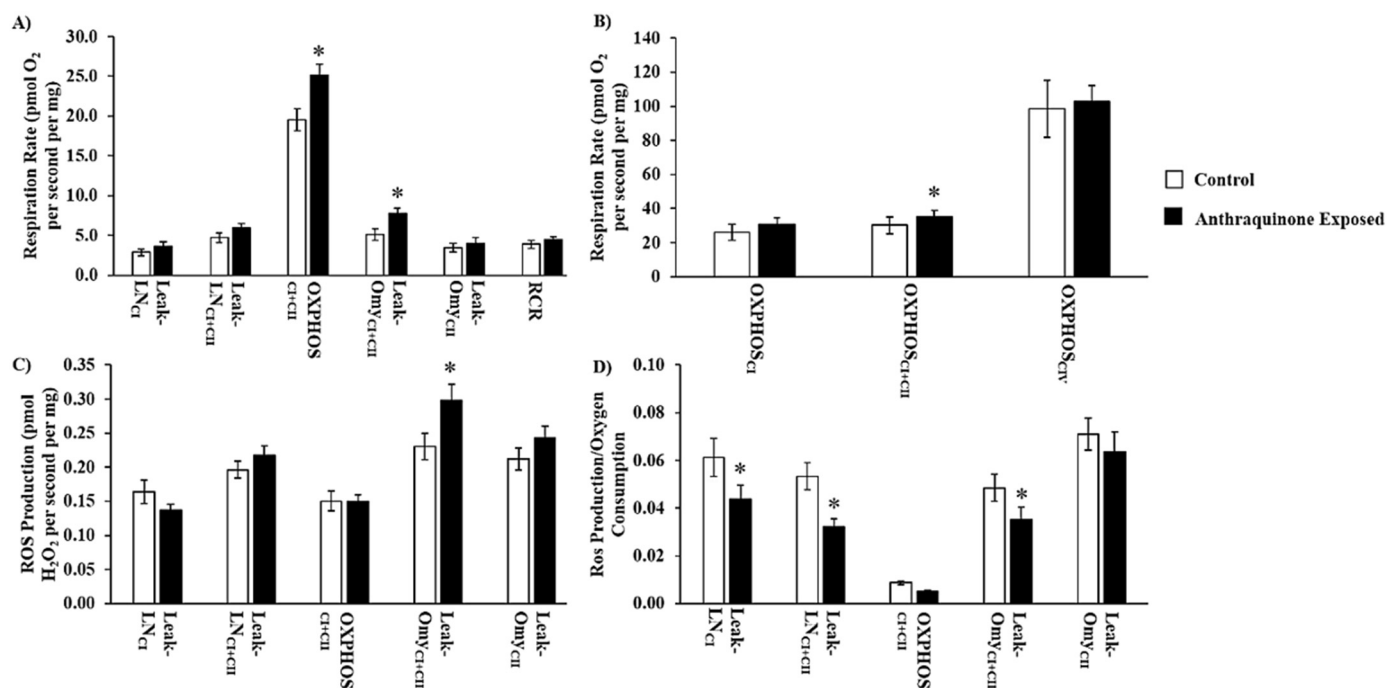 A)
Respiration Rate (pmol O2
per second per mg)
30.0
25.0
20.0
15.0
10.0
5.0
0.0
*
*
Leak-
LNCI
Leak-
LNCI+CII
OXPHOS
CI+CII
Leak-
OmyCI+CII
Leak-
OmyCII
RCR
B)
Respiration Rate (pmol O2
per second per mg)
140
120
100
80
60
40
20
0
*
OXPHOSCI
OXPHOSCI+CII
OXPHOSCIV
Control
Anthraquinone Exposed
C)
ROS Production (pmol
H2O2 per second per mg)
0.35
0.30
0.25
0.20
0.15
0.10
0.05
0.00
*
Leak-
LNCI
Leak-
LNCI+CII
OXPHOS
CI+CII
Leak-
OmyCI+CII
Leak-
OmyCII
D)
Ros Production/Oxygen
Consumption
0.10
0.08
0.06
0.04
0.02
0.00
*
*
*
Leak-
LNCI
Leak-
LNCI+CII
OXPHOS
CI+CII
Leak-
OmyCI+CII
Leak-
OmyCII